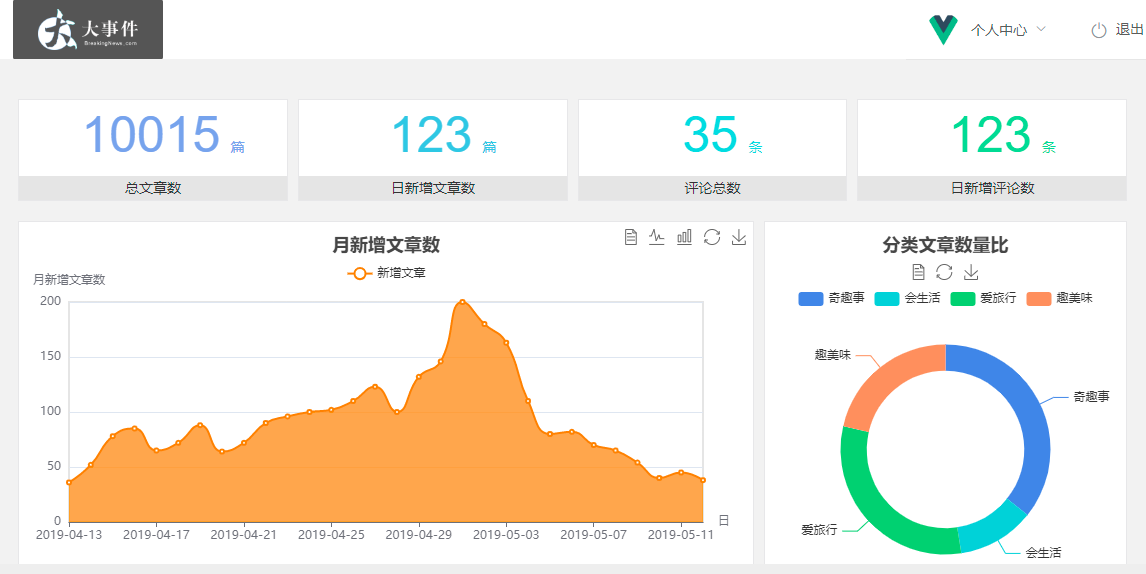 大事件
BreakingNews.com
个人中心
退出
10015 篇
总文章数
123 篇
日新增文章数
35 条
评论总数
123 条
日新增评论数
月新增文章数
新增文章
月新增文章数
200
150
100
50
0
2019-04-13 2019-04-17 2019-04-21 2019-04-25 2019-04-29 2019-05-03 2019-05-07 2019-05-11
日
分类文章数量比
奇趣事 会生活 爱旅行 趣美味
趣美味
奇趣事
爱旅行
会生活